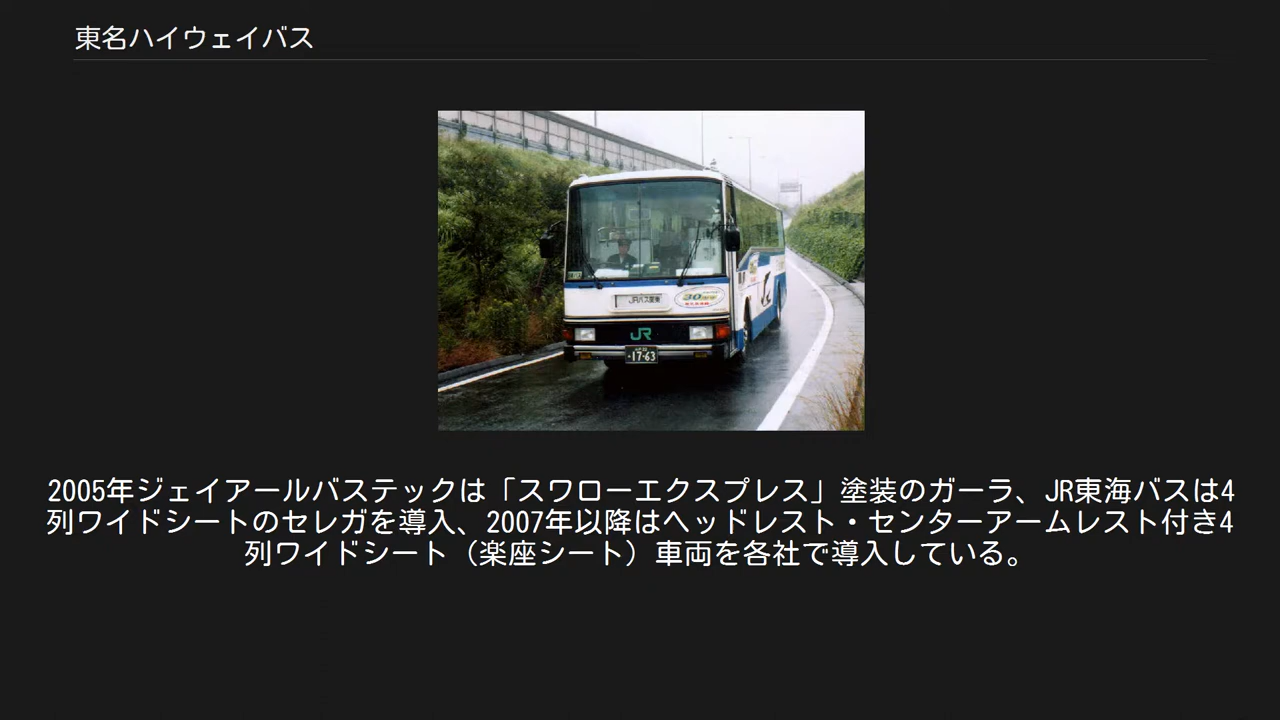 東名ハイウェイバス
JRバス関東
30周年
JR
・17-63
2005年ジェイアールバステックは「スワローエクスプレス」塗装のガーラ、JR東海バスは4
列ワイドシートのセレガを導入、2007年以降はヘッドレスト・センターアームレスト付き4
列ワイドシート（楽座シート）車両を各社で導入している。